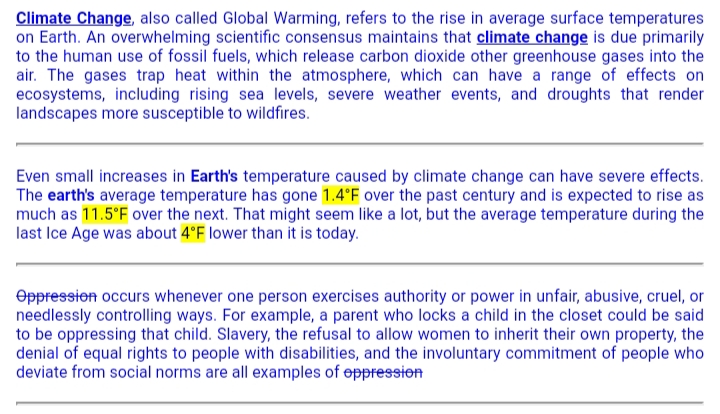 Climate Change, also called Global Warming, refers to the rise in average surface temperatures
on Earth. An overwhelming scientific consensus maintains that climate change is due primarily
to the human use of fossil fuels, which release carbon dioxide other greenhouse gases into the
air. The gases trap heat within the atmosphere, which can have a range of effects on
ecosystems, including rising sea levels, severe weather events, and droughts that render
landscapes more susceptible to wildfires.
Even small increases in Earth's temperature caused by climate change can have severe effects.
The earth's average temperature has gone 1.4°F over the past century and is expected to rise as
much as 11.5°F over the next. That might seem like a lot, but the average temperature during the
last Ice Age was about 4°F lower than it is today.
Oppression occurs whenever one person exercises authority or power in unfair, abusive, cruel, or
needlessly controlling ways. For example, a parent who locks a child in the closet could be said
to be oppressing that child. Slavery, the refusal to allow women to inherit their own property, the
denial of equal rights to people with disabilities, and the involuntary commitment of people who
deviate from social norms are all examples of oppression